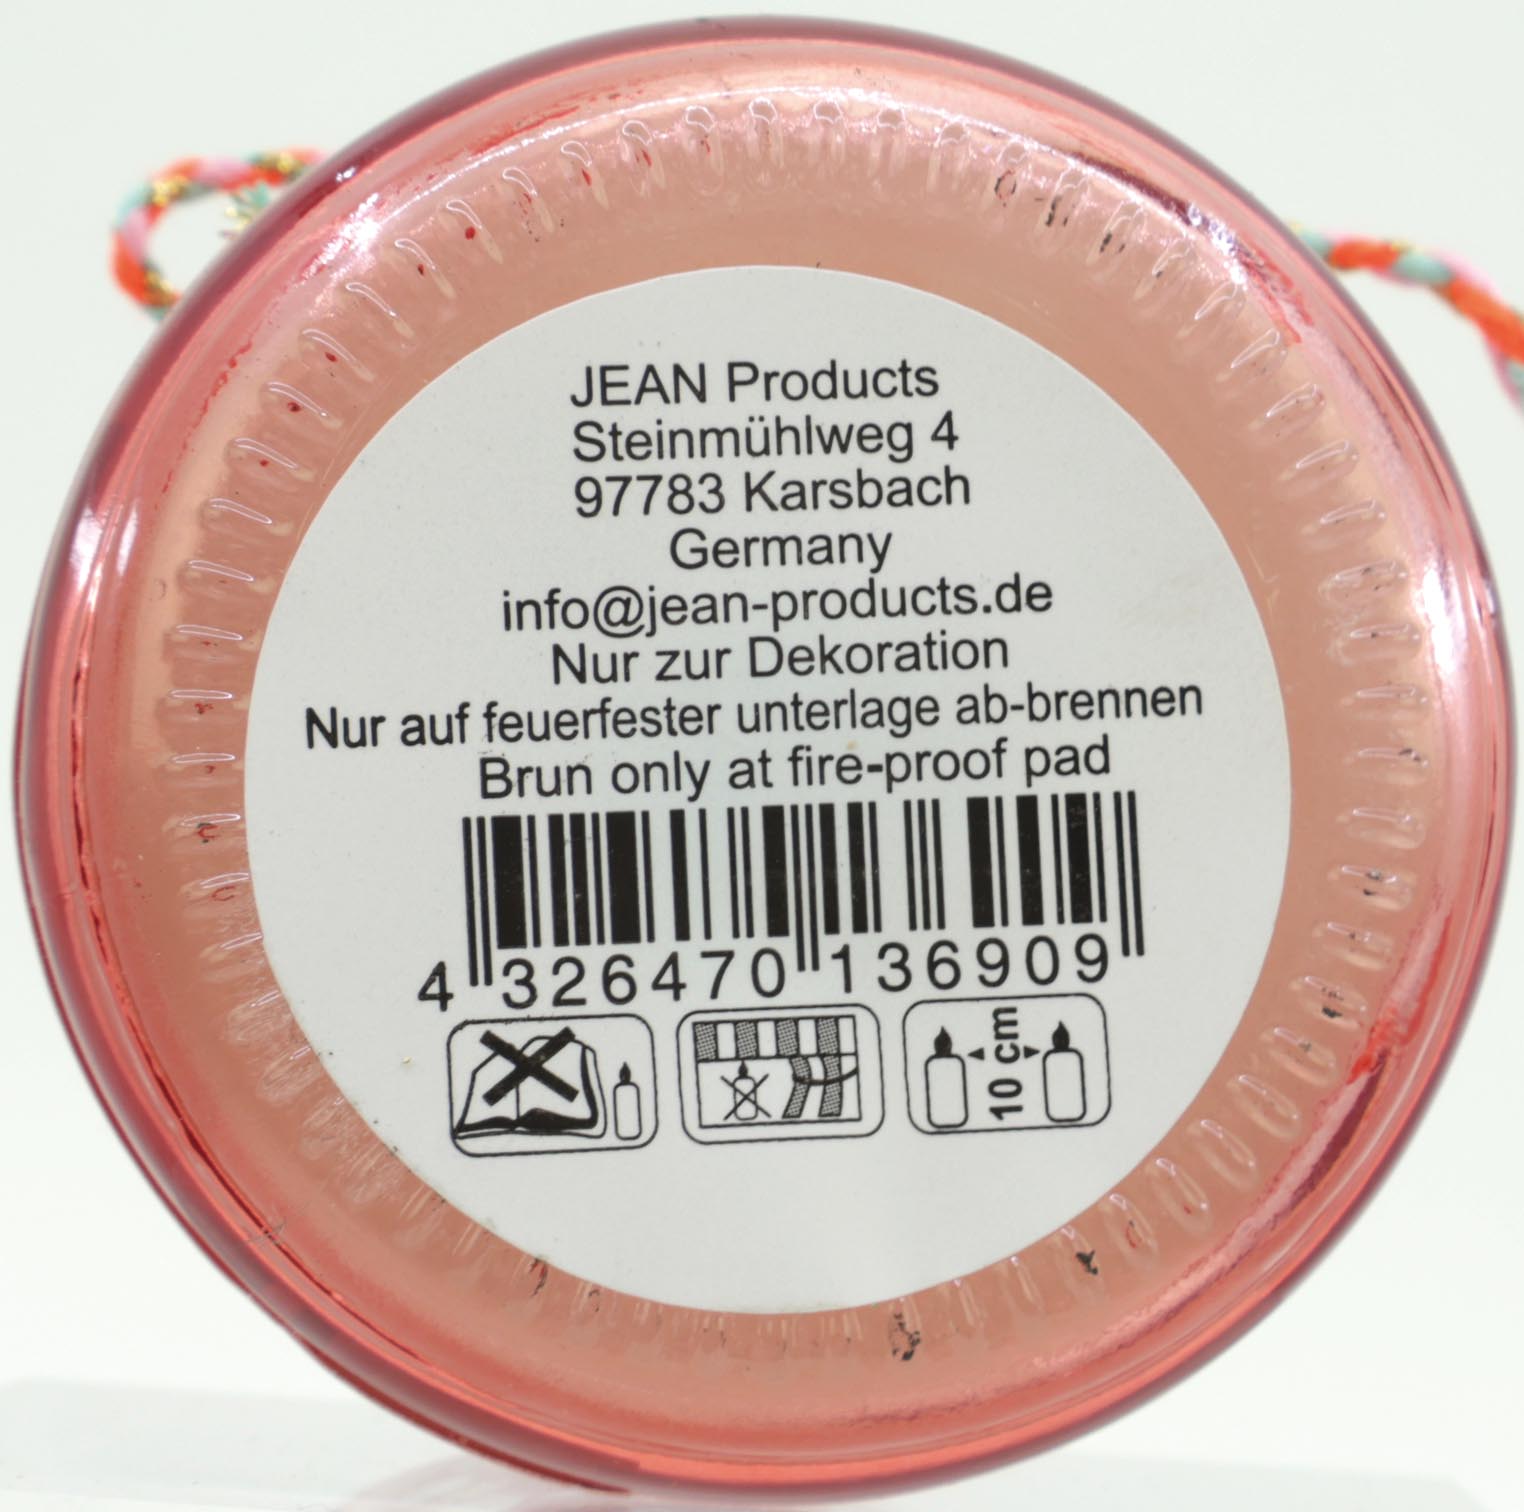 JEAN Products
Steinmühlweg 4
97783 Karsbach
Germany
info@jean-products.de
Nur zur Dekoration
Nur auf feuerfester unterlage ab-brennen
Brun only at fire-proof pad
4 326470 136909
10 cm